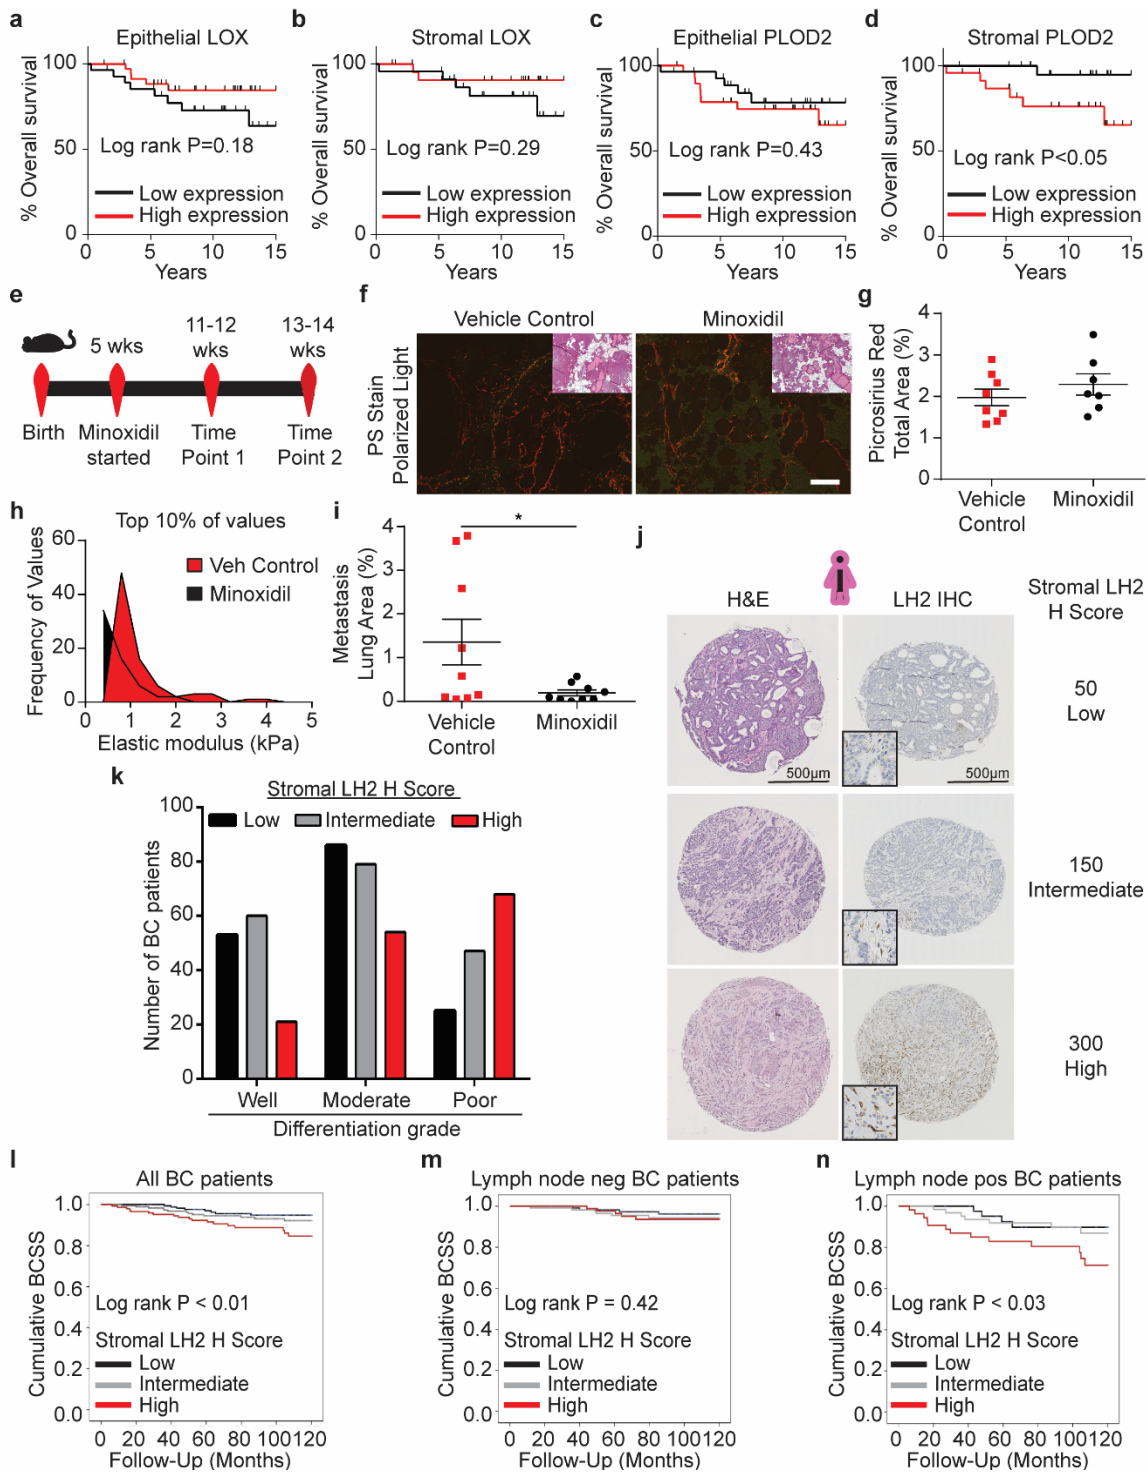 a
Epithelial LOX
% Overall survival
100
50
0
Log rank P=0.18
Low expression
High expression
0 5 10 15
Years
b
Stromal LOX
% Overall survival
100
50
0
Log rank P=0.29
Low expression
High expression
0 5 10 15
Years
c
Epithelial PLOD2
% Overall survival
100
50
0
Log rank P=0.43
Low expression
High expression
0 5 10 15
Years
d
Stromal PLOD2
% Overall survival
100
50
0
Log rank P<0.05
Low expression
High expression
0 5 10 15
Years
e
5 wks
11-12
wks
13-14
wks
Birth
Minoxidil
started
Time
Point 1
Time
Point 2
f
Vehicle Control
Minoxidil
PS Stain
Polarized Light
g
Picrosirius Red
Total Area (%)
4
3
2
1
0
Vehicle
Control
Minoxidil
h
Top 10% of values
Frequency of Values
60
40
20
0
Veh Control
Minoxidil
0 1 2 3 4 5
Elastic modulus (kPa)
i
*
Metastasis
Lung Area (%)
4
3
2
1
0
Vehicle
Control
Minoxidil
j
H&E
LH2 IHC
Stromal LH2
H Score
500µm
500µm
50
Low
150
Intermediate
300
High
k
Stromal LH2 H Score
Low
Intermediate
High
Number of BC patients
100
80
60
40
20
0
Well
Moderate
Poor
Differentiation grade
l
All BC patients
Cumulative BCSS
1.0
0.8
0.6
0.4
0.2
0.0
Log rank P < 0.01
Stromal LH2 H Score
Low
Intermediate
High
0 20 40 60 80 100 120
Follow-Up (Months)
m
Lymph node neg BC patients
Cumulative BCSS
1.0
0.8
0.6
0.4
0.2
0.0
Log rank P = 0.42
Stromal LH2 H Score
Low
Intermediate
High
0 20 40 60 80 100 120
Follow-Up (Months)
n
Lymph node pos BC patients
Cumulative BCSS
1.0
0.8
0.6
0.4
0.2
0.0
Log rank P < 0.03
Stromal LH2 H Score
Low
Intermediate
High
0 20 40 60 80 100 120
Follow-Up (Months)